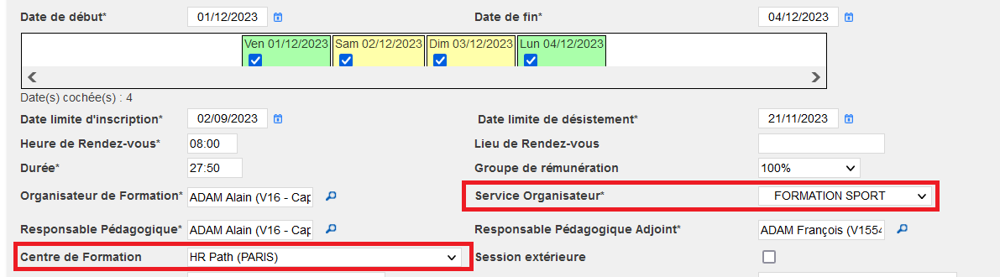 Date de début* 01/12/2023 Date de fin* 04/12/2023
Ven 01/12/2023 Sam 02/12/2023 Dim 03/12/2023 Lun 04/12/2023
Date(s) cochée(s) : 4
Date limite d'inscription* 02/09/2023 Date limite de désistement* 21/11/2023
Heure de Rendez-vous* 08:00 Lieu de Rendez-vous
Durée* 27:50 Groupe de rémunération 100%
Organisateur de Formation* ADAM Alain (V16 - Cap Service Organisateur* FORMATION SPORT
Responsable Pédagogique* ADAM Alain (V16 - Cap Responsable Pédagogique Adjoint* ADAM François (V1554
Centre de Formation HR Path (PARIS) Session extérieure